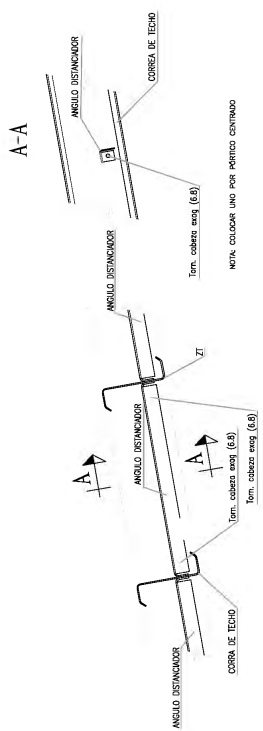 A-A
ANGULO DISTANCIADOR
CORREA DE TECHO
Torn. cabeza exag (6.8)
NOTA: COLOCAR UNO POR PÓRTICO CENTRADO
ANGULO DISTANCIADOR
ZT
A
ANGULO DISTANCIADOR
A
Torn. cabeza exag (6.8)
Torn. cabeza exag (6.8)
ANGULO DISTANCIADOR
CORRA DE TECHO